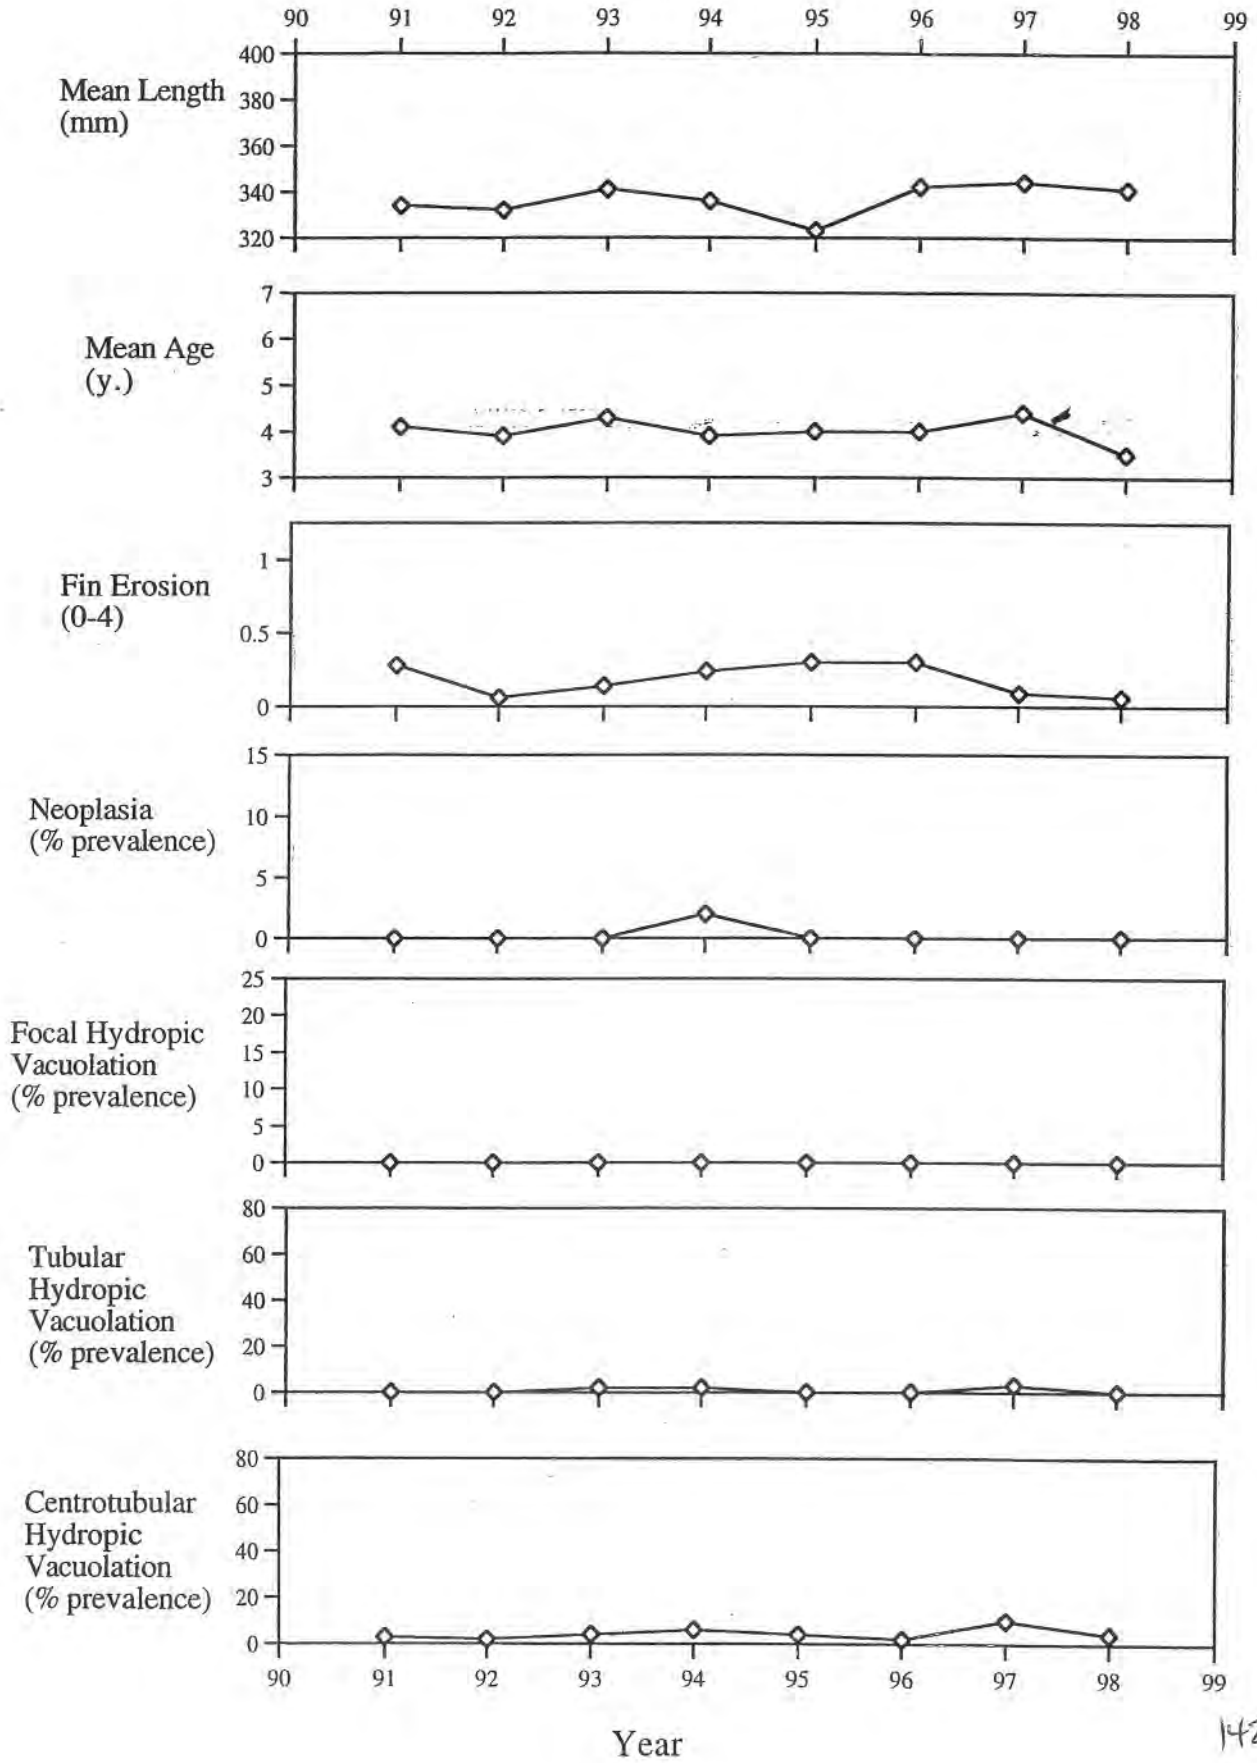 90 91 92 93 94 95 96 97 98 99
Mean Length
(mm)
400
380
360
340
320
Mean Age
(y.)
7
6
5
4
3
Fin Erosion
(0-4)
1
0.5
0
Neoplasia
(% prevalence)
15
10
5
0
Focal Hydropic
Vacuolation
(% prevalence)
25
20
15
10
5
0
Tubular
Hydropic
Vacuolation
(% prevalence)
80
60
40
20
0
Centrotubular
Hydropic
Vacuolation
(% prevalence)
80
60
40
20
0
90 91 92 93 94 95 96 97 98 99
Year
142